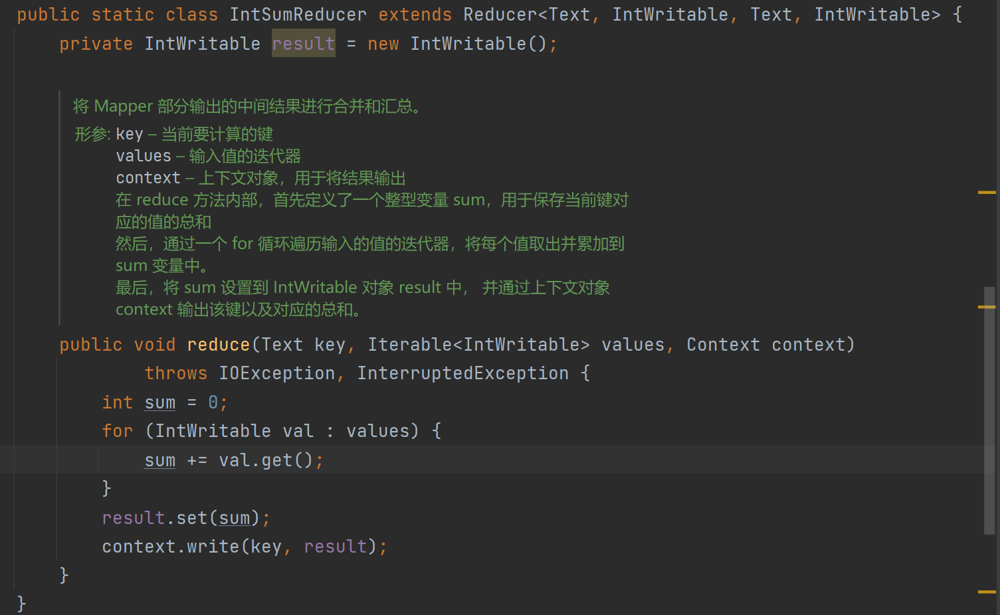 public static class IntSumReducer extends Reducer<Text, IntWritable, Text, IntWritable> {
private IntWritable result = new IntWritable();
将 Mapper 部分输出的中间结果进行合并和汇总。
形参: key – 当前要计算的键
values – 输入值的迭代器
context – 上下文对象，用于将结果输出
在 reduce 方法内部，首先定义了一个整型变量 sum，用于保存当前键对
应的值的总和
然后，通过一个 for 循环遍历输入的值的迭代器，将每个值取出并累加到
sum 变量中。
最后，将 sum 设置到 IntWritable 对象 result 中， 并通过上下文对象
context 输出该键以及对应的总和。
public void reduce(Text key, Iterable<IntWritable> values, Context context)
throws IOException, InterruptedException {
int sum = 0;
for (IntWritable val : values) {
sum += val.get();
}
result.set(sum);
context.write(key, result);
}
}